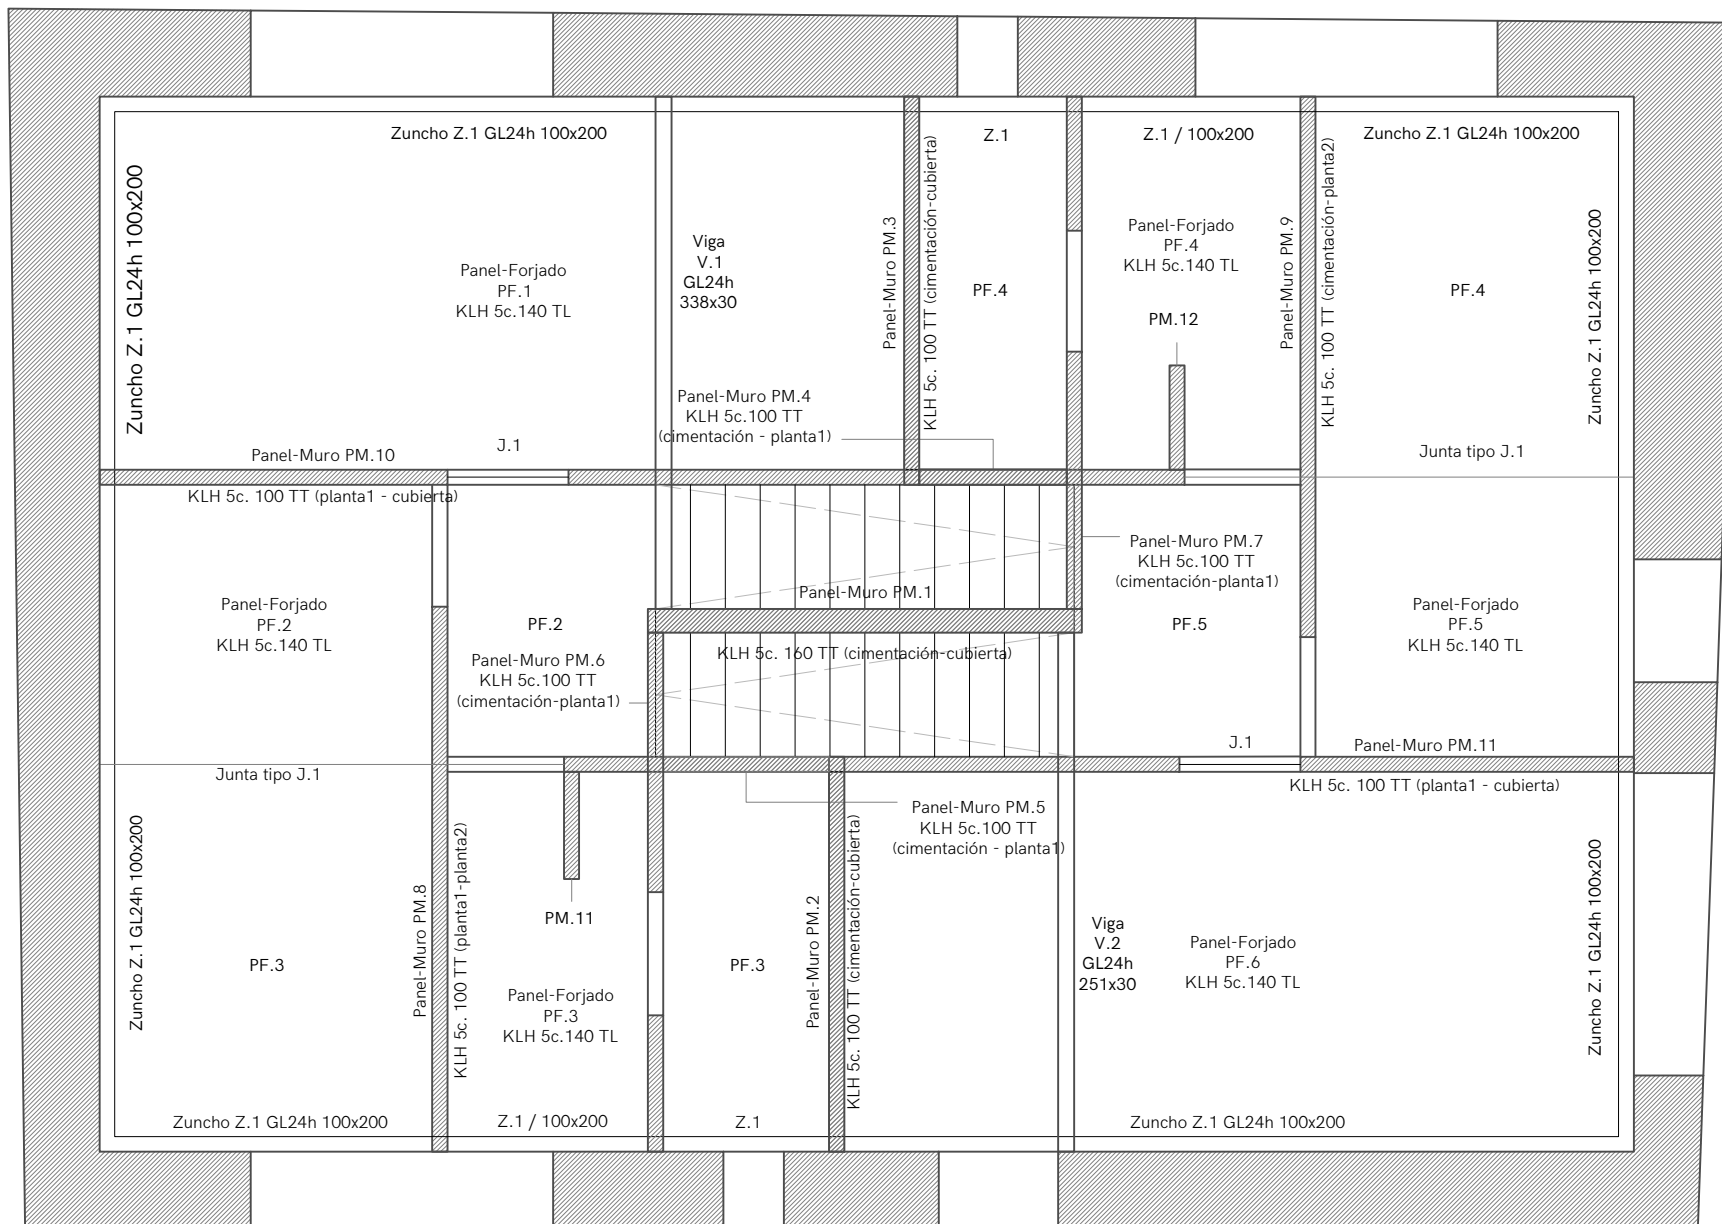 Zuncho Z.1 GL24h 100x200
Z.1
Z.1 / 100x200
Zuncho Z.1 GL24h 100x200
Zuncho Z.1 GL24h 100x200
Panel-Forjado
PF.1
KLH 5c.140 TL
Viga
V.1
GL24h
338x30
Panel-Muro PM.3
KLH 5c. 100 TT (cimentación-cubierta)
PF.4
Panel-Forjado
PF.4
KLH 5c.140 TL
PM.12
Panel-Muro PM.9
KLH 5c. 100 TT (cimentación-planta2)
PF.4
Zuncho Z.1 GL24h 100x200
Panel-Muro PM.4
KLH 5c.100 TT
(cimentación - planta1)
J.1
Panel-Muro PM.10
KLH 5c. 100 TT (planta1 - cubierta)
Junta tipo J.1
Panel-Forjado
PF.2
KLH 5c.140 TL
PF.2
Panel-Muro PM.6
KLH 5c.100 TT
(cimentación-planta1)
Panel-Muro PM.1
KLH 5c. 160 TT (cimentación-cubierta)
Panel-Muro PM.7
KLH 5c.100 TT
(cimentación-planta1)
PF.5
Panel-Forjado
PF.5
KLH 5c.140 TL
J.1
Panel-Muro PM.11
KLH 5c. 100 TT (planta1 - cubierta)
Junta tipo J.1
Zuncho Z.1 GL24h 100x200
PF.3
Panel-Muro PM.8
KLH 5c. 100 TT (planta1-planta2)
PM.11
Panel-Forjado
PF.3
KLH 5c.140 TL
PF.3
Panel-Muro PM.2
KLH 5c. 100 TT (cimentación-cubierta)
Panel-Muro PM.5
KLH 5c.100 TT
(cimentación - planta1)
Viga
V.2
GL24h
251x30
Panel-Forjado
PF.6
KLH 5c.140 TL
Zuncho Z.1 GL24h 100x200
Zuncho Z.1 GL24h 100x200
Z.1 / 100x200
Z.1
Zuncho Z.1 GL24h 100x200